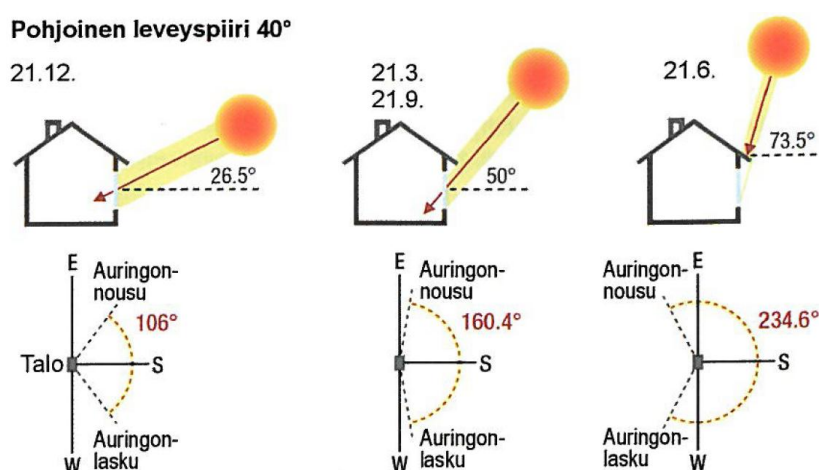 Pohjoinen leveyspiiri 40°
21.12.
26.5°
21.3.
21.9.
50°
21.6.
73.5°
E
Auringon-
nousu
106°
Talo
S
Auringon-
lasku
W
E
Auringon-
nousu
160.4°
S
Auringon-
lasku
W
E
Auringon-
nousu
234.6°
S
Auringon-
lasku
W